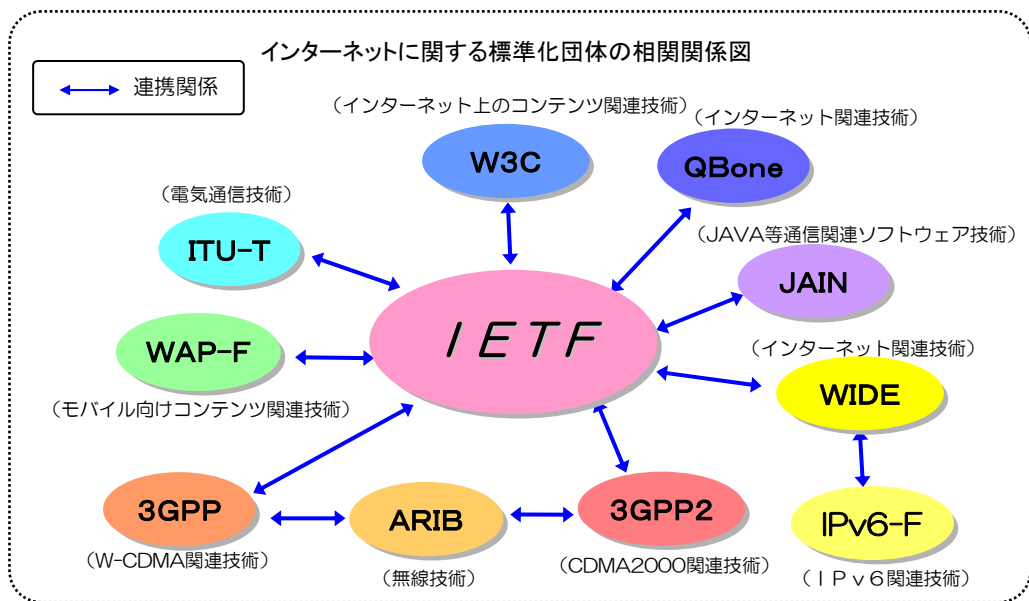 インターネットに関する標準化団体の相関関係図
連携関係
（インターネット上のコンテンツ関連技術）
W3C
（インターネット関連技術）
QBone
（電気通信技術）
ITU-T
（JAVA等通信関連ソフトウェア技術）
JAIN
IETF
WAP-F
（モバイル向けコンテンツ関連技術）
（インターネット関連技術）
WIDE
3GPP
（W-CDMA関連技術）
ARIB
（無線技術）
3GPP2
（CDMA2000関連技術）
IPv6-F
（ＩＰｖ６関連技術）